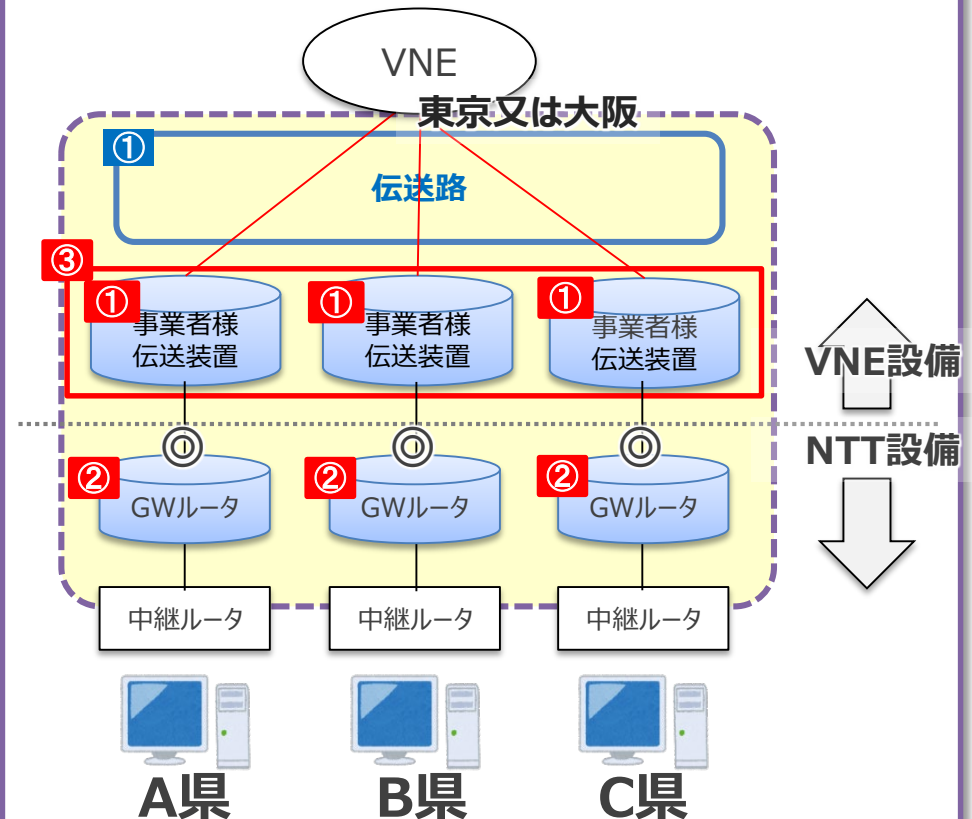 VNE
東京又は大阪
①
伝送路
③
① 事業者様
伝送装置
① 事業者様
伝送装置
① 事業者様
伝送装置
VNE設備
NTT設備
◎ ◎ ◎
② GWルータ
② GWルータ
② GWルータ
中継ルータ
中継ルータ
中継ルータ
A県
B県
C県